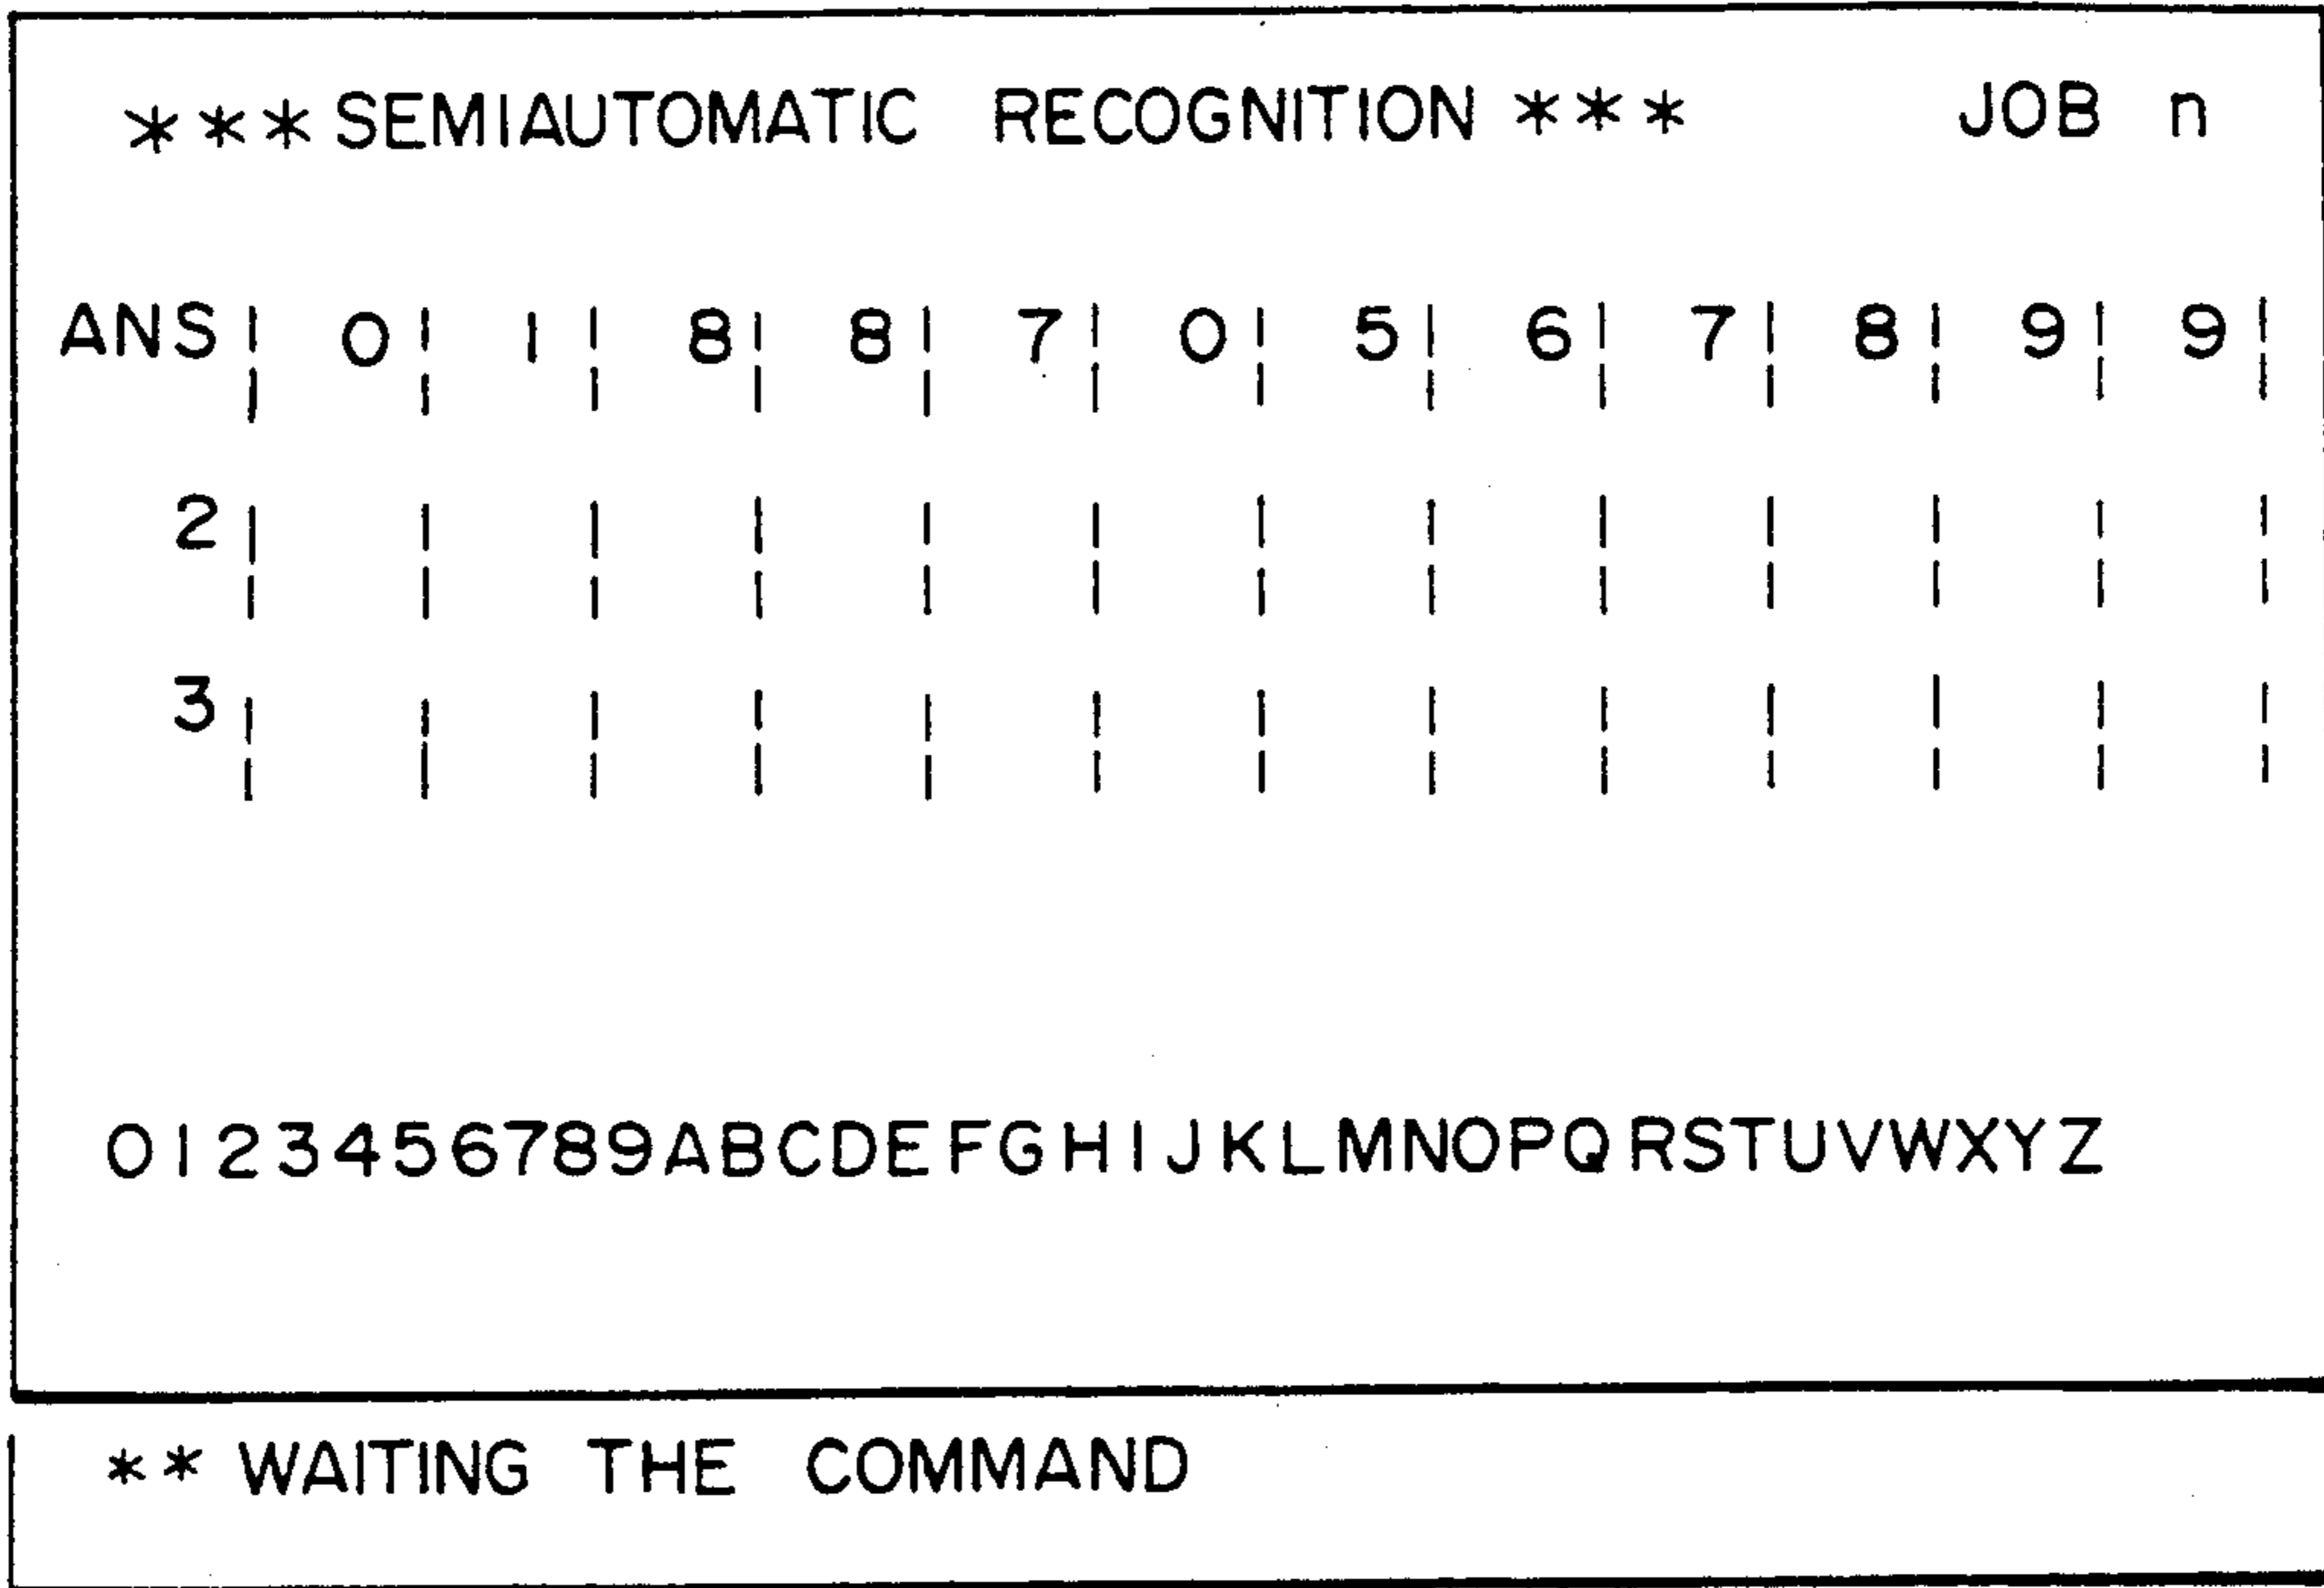 ***SEMIAUTOMATIC RECOGNITION*** JOB n
ANS| 0| 1| 8| 8| 7| 0| 5| 6| 7| 8| 9| 9|
2| | | | | | | | | | | | |
3| | | | | | | | | | | | |
0123456789ABCDEFGHIJKLMNOPQRSTUVWXYZ
**WAITING THE COMMAND